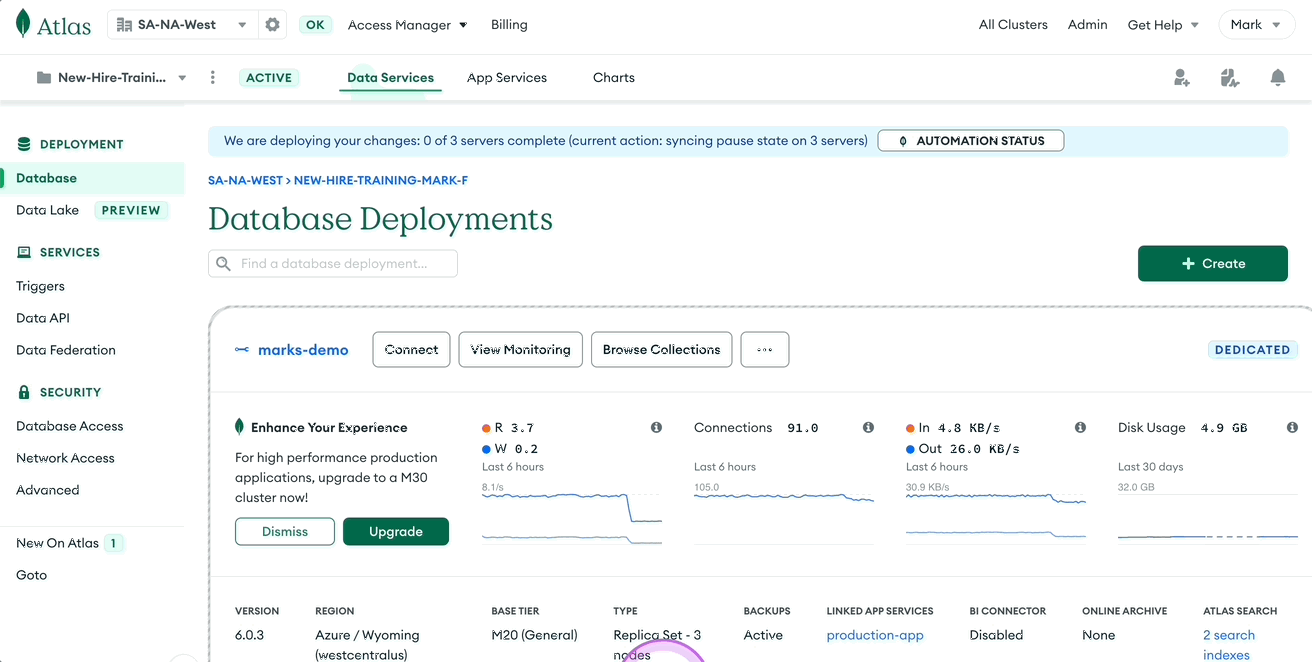 Atlas
SA-NA-West
OK
Access Manager
Billing
All Clusters
Admin
Get Help
Mark
New-Hire-Traini...
ACTIVE
Data Services
App Services
Charts
DEPLOYMENT
Database
Data Lake PREVIEW
SERVICES
Triggers
Data API
Data Federation
SECURITY
Database Access
Network Access
Advanced
New On Atlas 1
Goto
We are deploying your changes: 0 of 3 servers complete (current action: syncing pause state on 3 servers)
AUTOMATION STATUS
SA-NA-WEST > NEW-HIRE-TRAINING-MARK-F
Database Deployments
Find a database deployment...
+ Create
marks-demo
Connect
View Monitoring
Browse Collections
...
DEDICATED
Enhance Your Experience
For high performance production
applications, upgrade to a M30
cluster now!
Dismiss
Upgrade
R 3.7
W 0.2
Last 6 hours
8.1/s
Connections 91.0
Last 6 hours
105.0
In 4.8 KB/s
Out 26.0 KB/s
Last 6 hours
30.9 KB/s
Disk Usage 4.9 GB
Last 30 days
32.0 GB
VERSION
6.0.3
REGION
Azure / Wyoming
(westcentralus)
BASE TIER
M20 (General)
TYPE
Replica Set - 3
nodes
BACKUPS
Active
LINKED APP SERVICES
production-app
BI CONNECTOR
Disabled
ONLINE ARCHIVE
None
ATLAS SEARCH
2 search
indexes